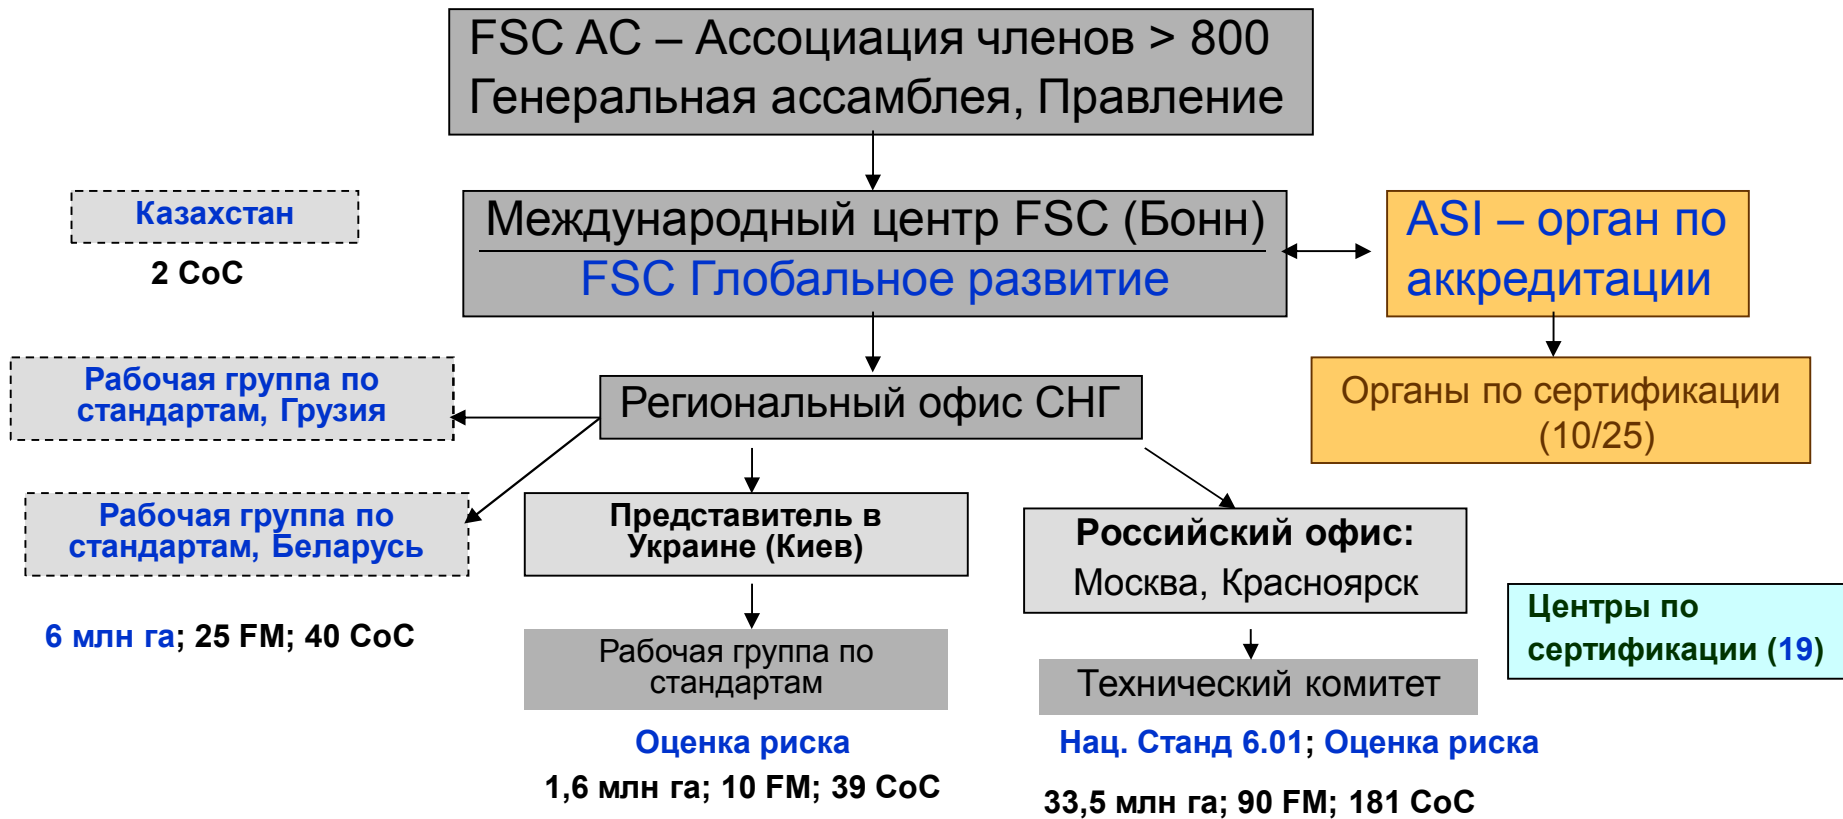 FSC АС – Ассоциация членов > 800
Генеральная ассамблея, Правление
Казахстан
2 CoC
Международный центр FSC (Бонн)
FSC Глобальное развитие
ASI – орган по
аккредитации
Рабочая группа по
стандартам, Грузия
Региональный офис СНГ
Органы по сертификации
(10/25)
Рабочая группа по
стандартам, Беларусь
6 млн га; 25 FM; 40 CoC
Представитель в
Украине (Киев)
Российский офис:
Москва, Красноярск
Центры по
сертификации (19)
Рабочая группа по
стандартам
Технический комитет
Оценка риска
1,6 млн га; 10 FM; 39 CoC
Нац. Станд 6.01; Оценка риска
33,5 млн га; 90 FM; 181 CoC